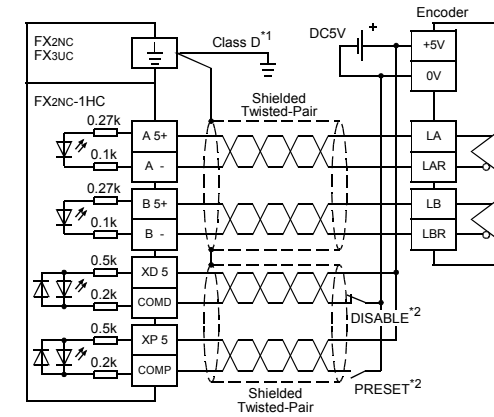 Encoder
DC5V +
FX2NC
FX3UC
Class D*1
+5V
0V
FX2NC-1HC
Shielded
Twisted-Pair
0.27k
A 5+
LA
0.1k
A -
LAR
0.27k
B 5+
LB
0.1k
B -
LBR
0.5k
XD 5
0.2k
COMD
DISABLE*2
0.5k
XP 5
0.2k
COMP
PRESET*2
Shielded
Twisted-Pair